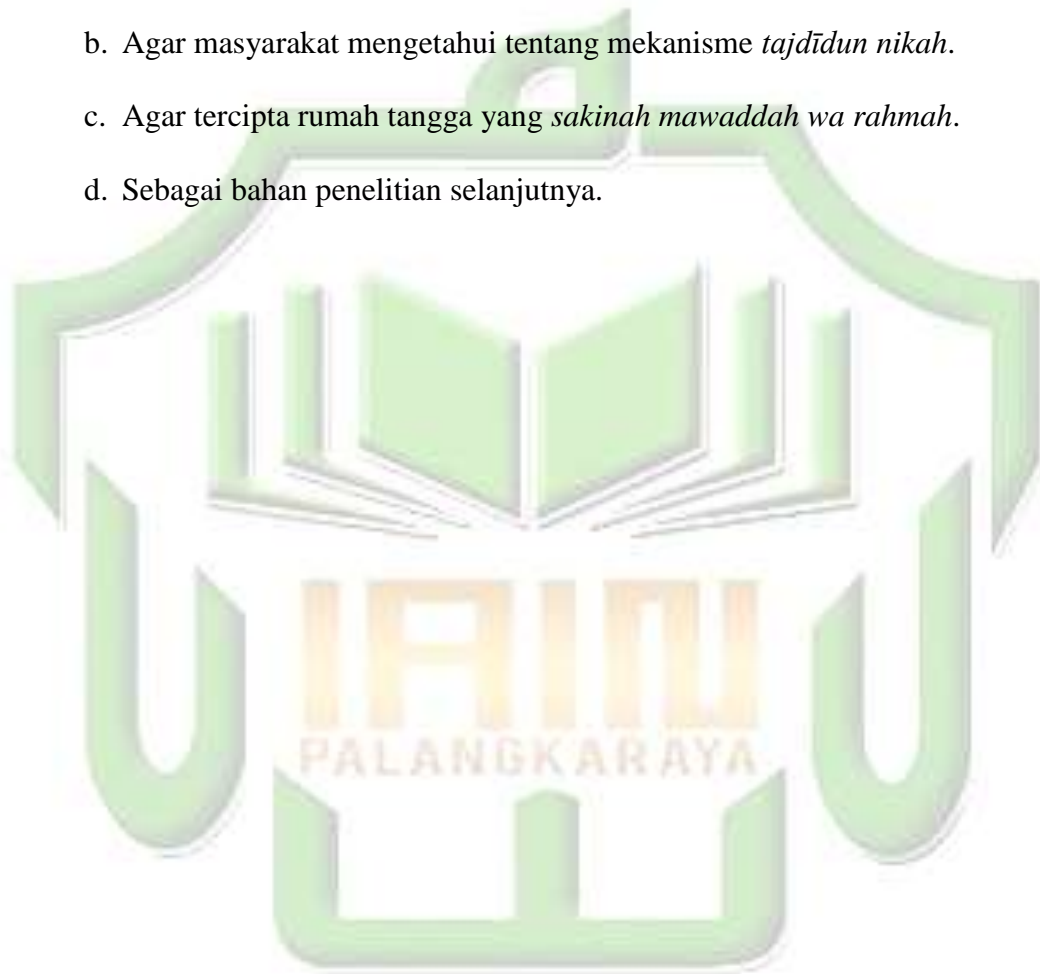 b. Agar masyarakat mengetahui tentang mekanisme tajdīdun nikah.
c. Agar tercipta rumah tangga yang sakinah mawaddah wa rahmah.
d. Sebagai bahan penelitian selanjutnya.
IAIN
PALANGKARAYA